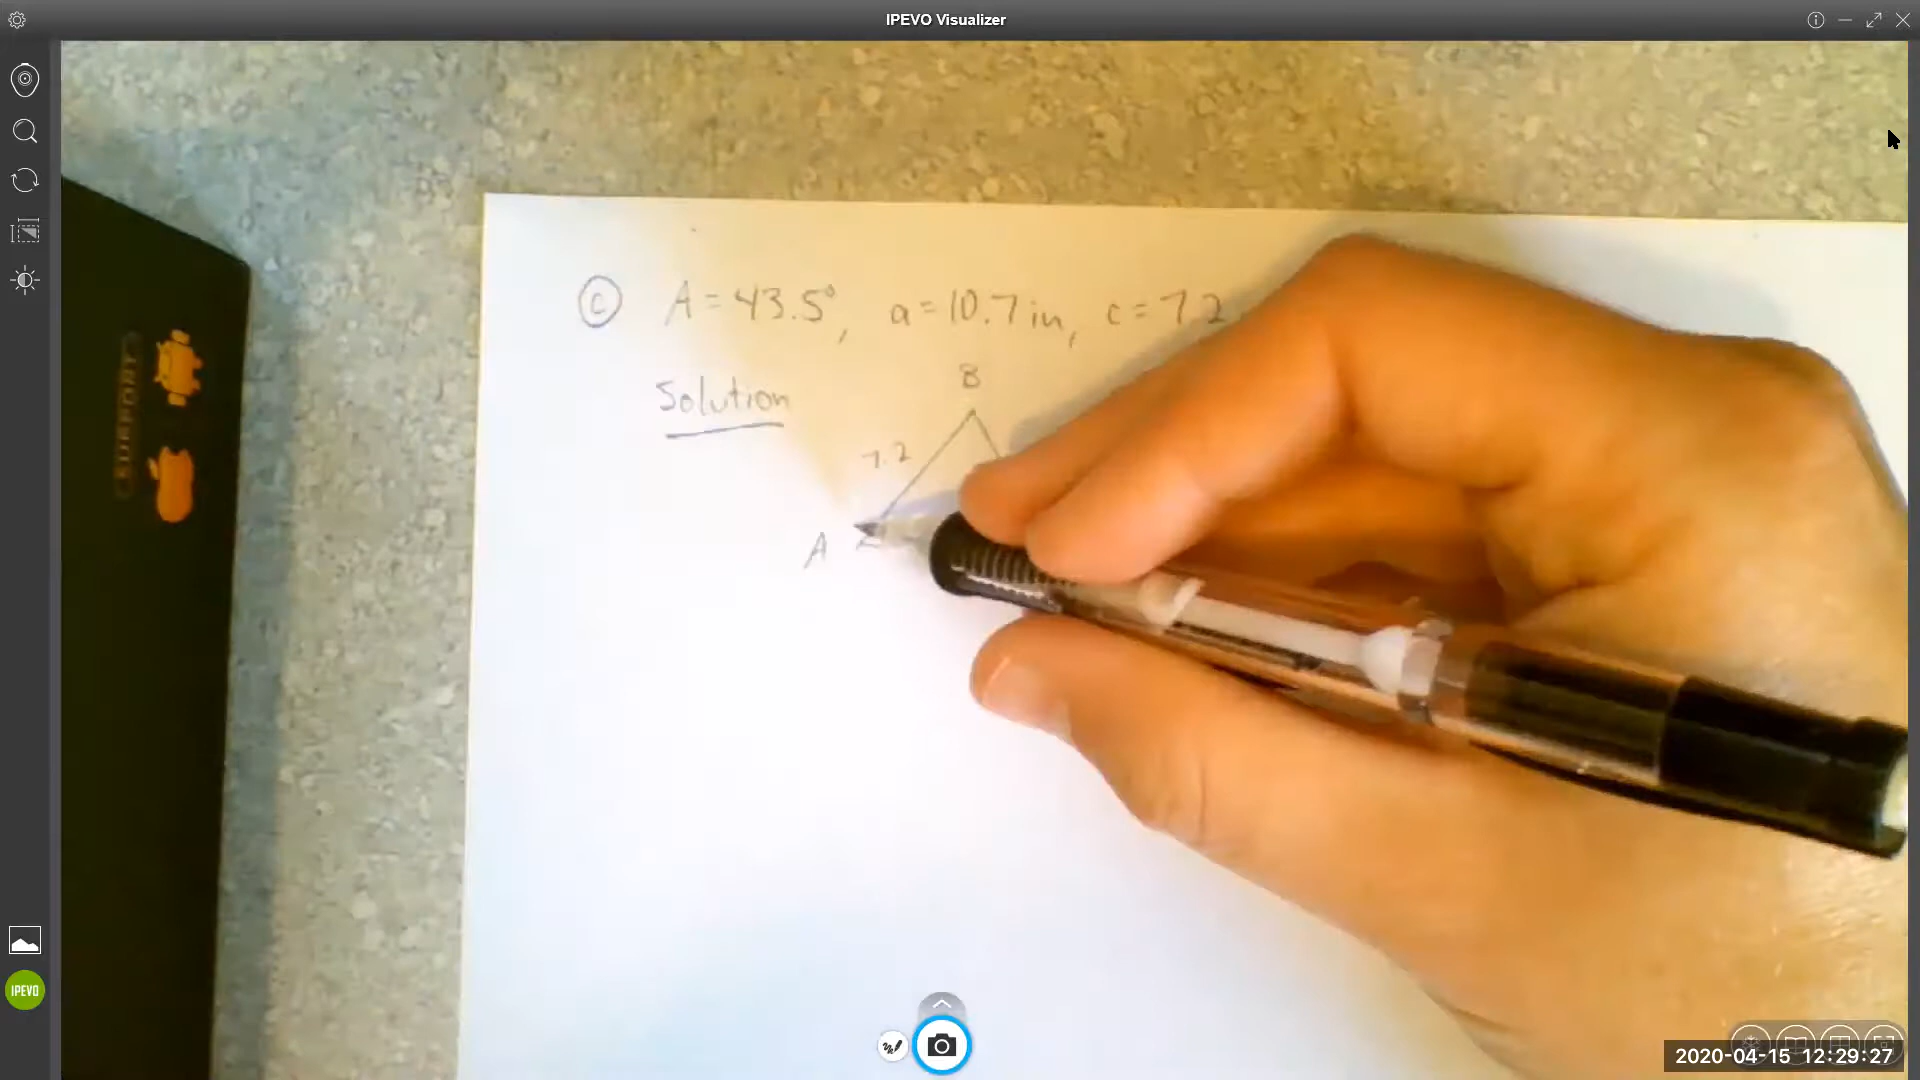 IPEVO Visualizer
Ⓒ A = 43.5°, a = 10.7 in, c = 7.2
Solution
B
7.2
A
IPEVO
2020-04-15 12:29:27